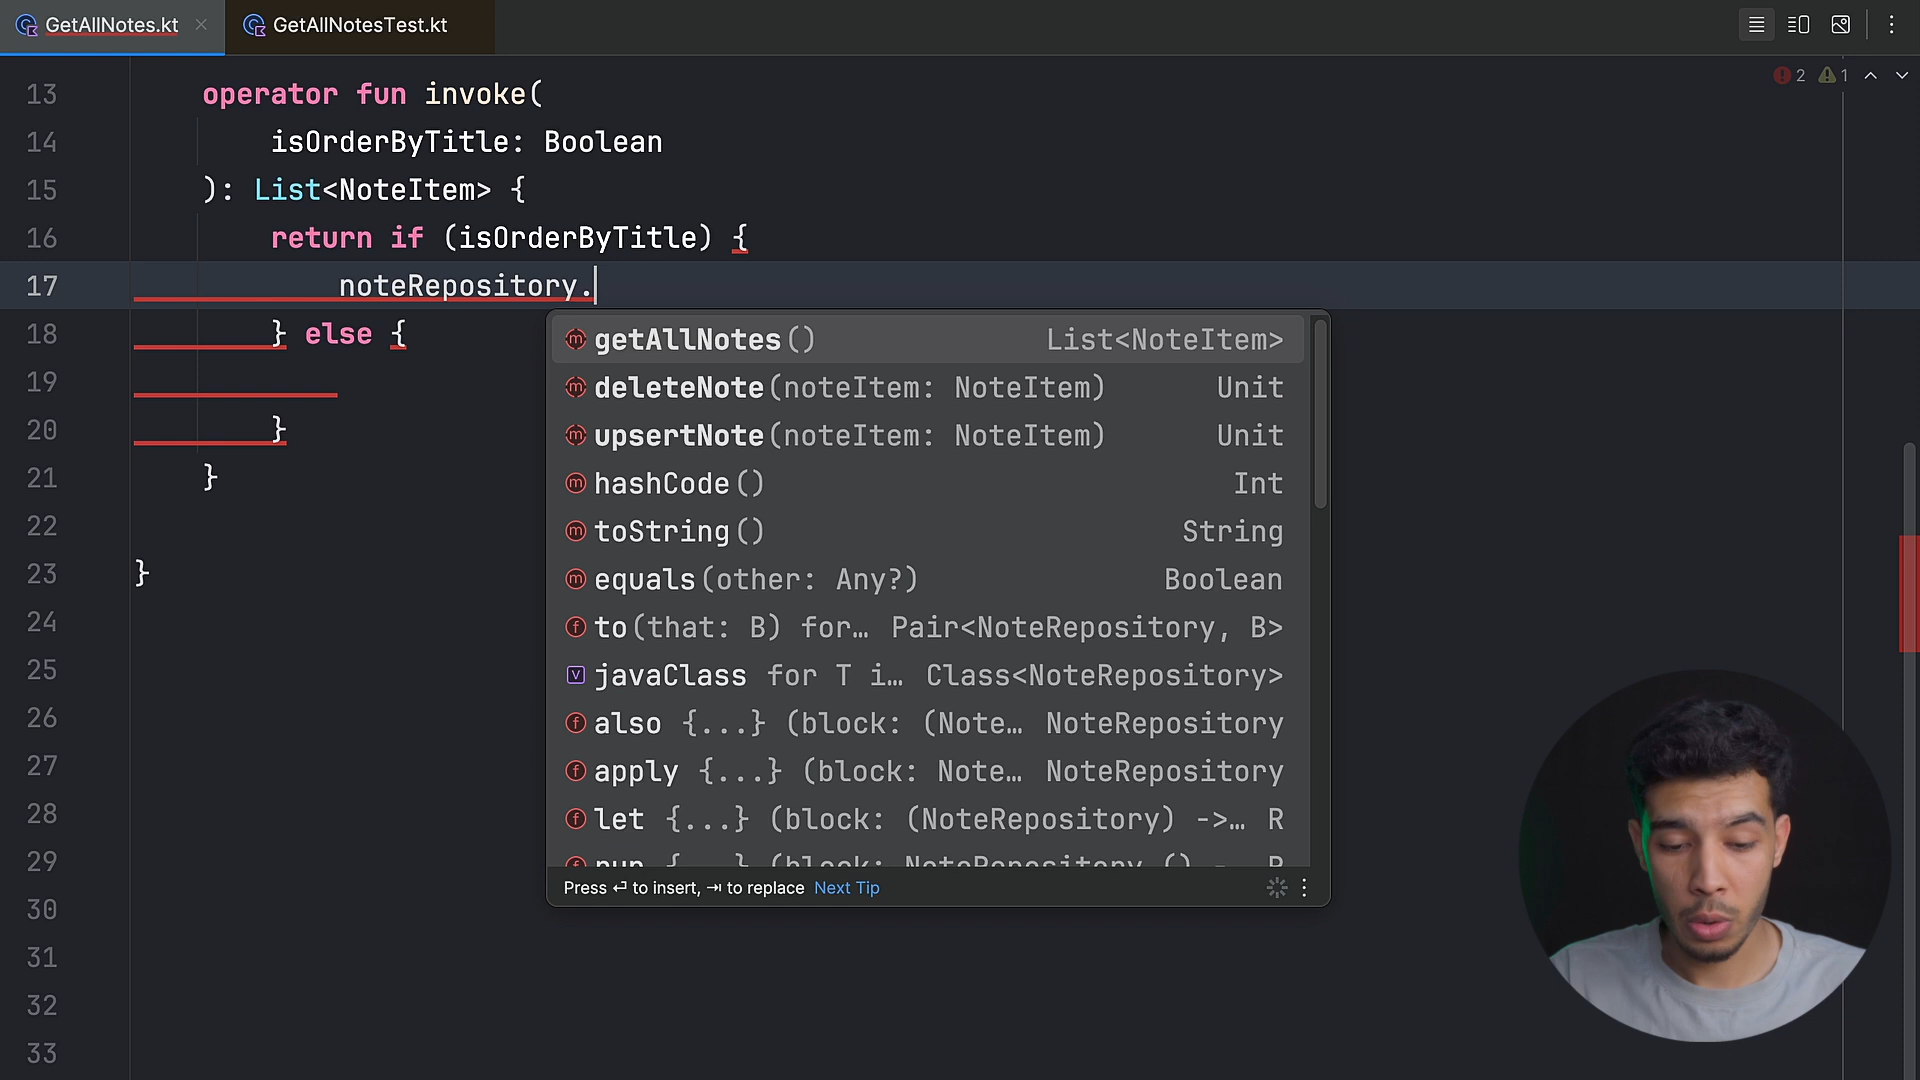 GetAllNotes.kt
GetAllNotesTest.kt
2 1
13 operator fun invoke(
14 isOrderByTitle: Boolean
15 ): List<NoteItem> {
16 return if (isOrderByTitle) {
17 noteRepository.
18 } else {
19
20 }
21 }
22
23 }
24
25
26
27
28
29
30
31
32
33
getAllNotes() List<NoteItem>
deleteNote(noteItem: NoteItem) Unit
upsertNote(noteItem: NoteItem) Unit
hashCode() Int
toString() String
equals(other: Any?) Boolean
to(that: B) for… Pair<NoteRepository, B>
javaClass for T i… Class<NoteRepository>
also {...} (block: (Note… NoteRepository
apply {...} (block: Note… NoteRepository
let {...} (block: (NoteRepository) ->… R
Press ⏎ to insert, ⇥ to replace Next Tip